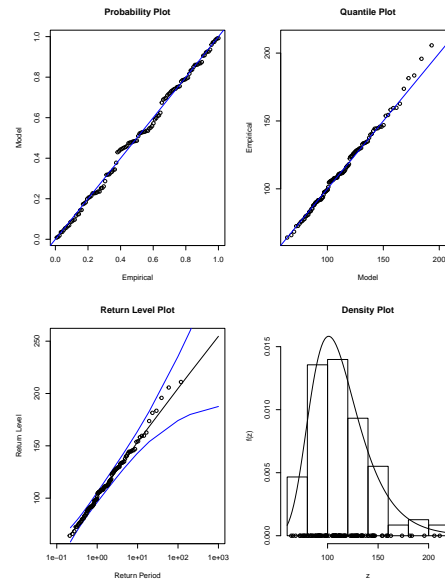 Probability Plot
Model
0.0 0.2 0.4 0.6 0.8 1.0
0.0 0.2 0.4 0.6 0.8 1.0
Empirical
Quantile Plot
Empirical
100 150 200
100 150 200
Model
Return Level Plot
Return Level
100 150 200 250
1e−01 1e+00 1e+01 1e+02 1e+03
Return Period
Density Plot
f(z)
0.000 0.005 0.010 0.015
100 150 200
z